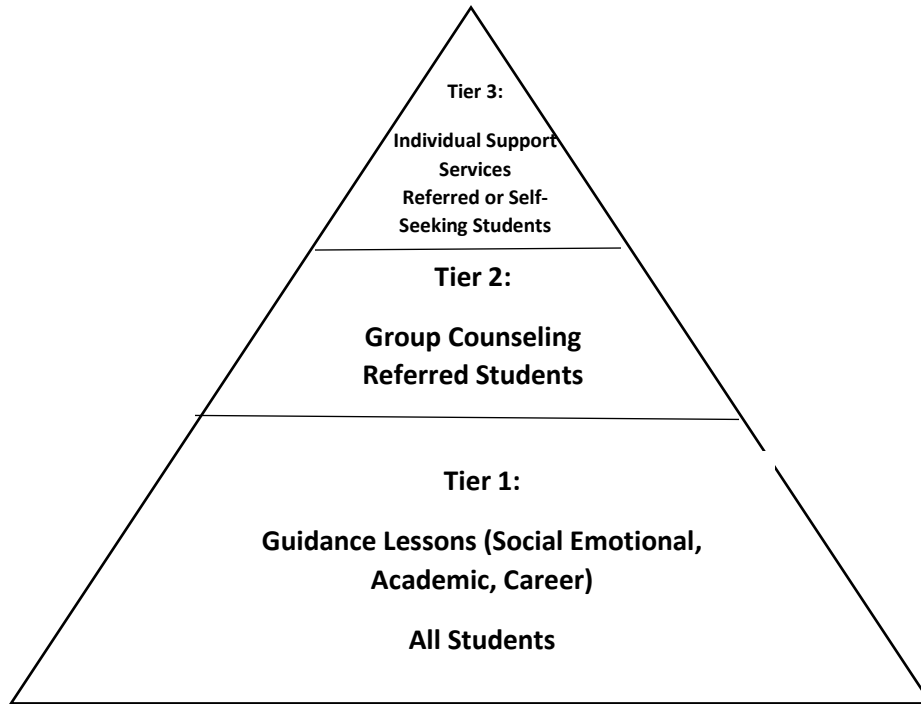 Tier 3:
Individual Support
Services
Referred or Self-
Seeking Students
Tier 2:
Group Counseling
Referred Students
Tier 1:
Guidance Lessons (Social Emotional,
Academic, Career)
All Students